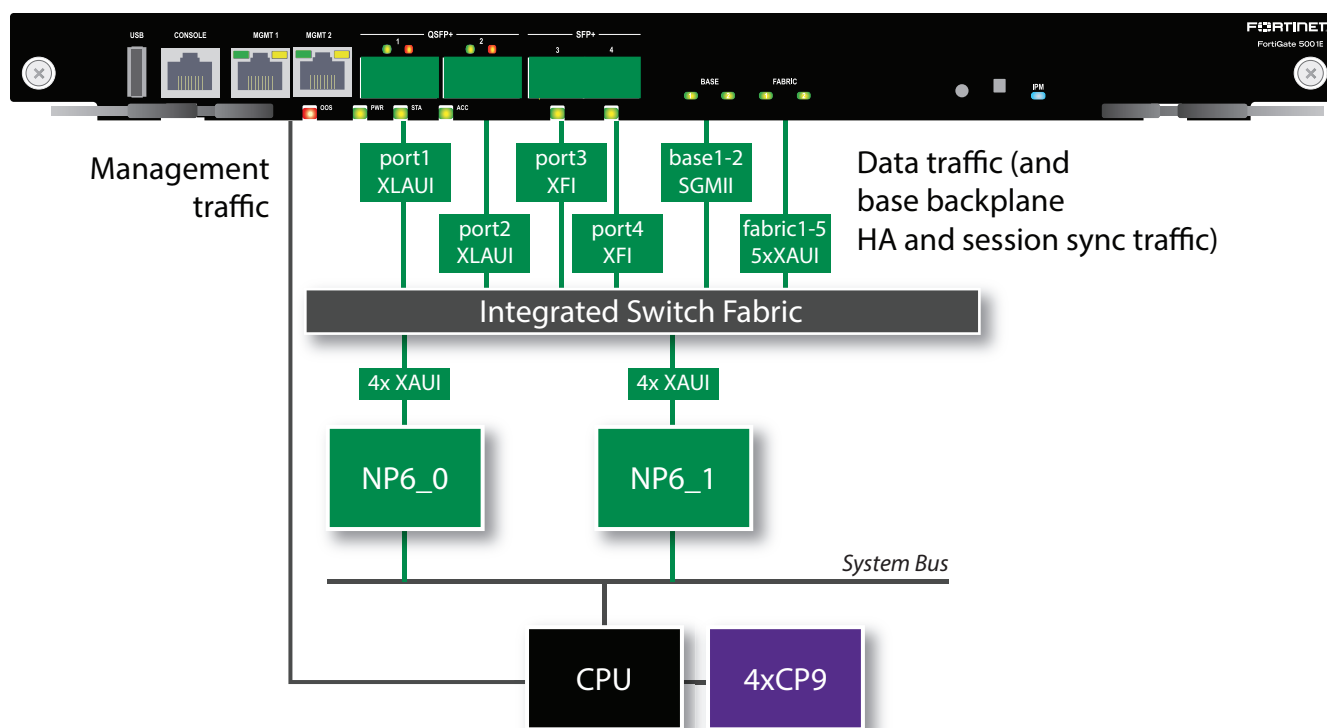 USB
CONSOLE
MGMT 1
MGMT 2
QSFP+
1
2
SFP+
3
4
BASE
FABRIC
IPM
FORTINET
FortiGate 5001E
OOS
PWR
STA
ACC
Management
traffic
port1
XLAUI
port2
XLAUI
port3
XFI
port4
XFI
base1-2
SGMII
fabric1-5
5xXAUI
Data traffic (and
base backplane
HA and session sync traffic)
Integrated Switch Fabric
4x XAUI
4x XAUI
NP6_0
NP6_1
System Bus
CPU
4xCP9